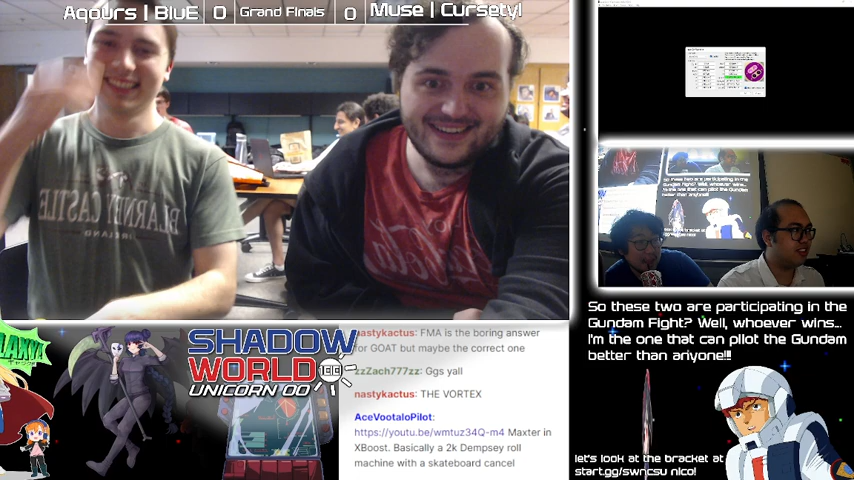 Aqours | BluE 0 Grand Finals 0 Muse | Cursetyl
BLARNEY CASTLE
IRELAND
So these two are participating in the
Gundam Fight? Well, whoever wins...
I'm the one that can pilot the Gundam
better than anyone!!!
SHADOW
WORLD
UNICORN 00
nastykactus: FMA is the boring answer
for GOAT but maybe the correct one
zzZach777zz: Ggs yall
nastykactus: THE VORTEX
AceVootaloPilot:
https://youtu.be/wmtuz34Q-m4 Maxter in
XBoost. Basically a 2k Dempsey roll
machine with a skateboard cancel
let's look at the bracket at
start.gg/swncsu nico!